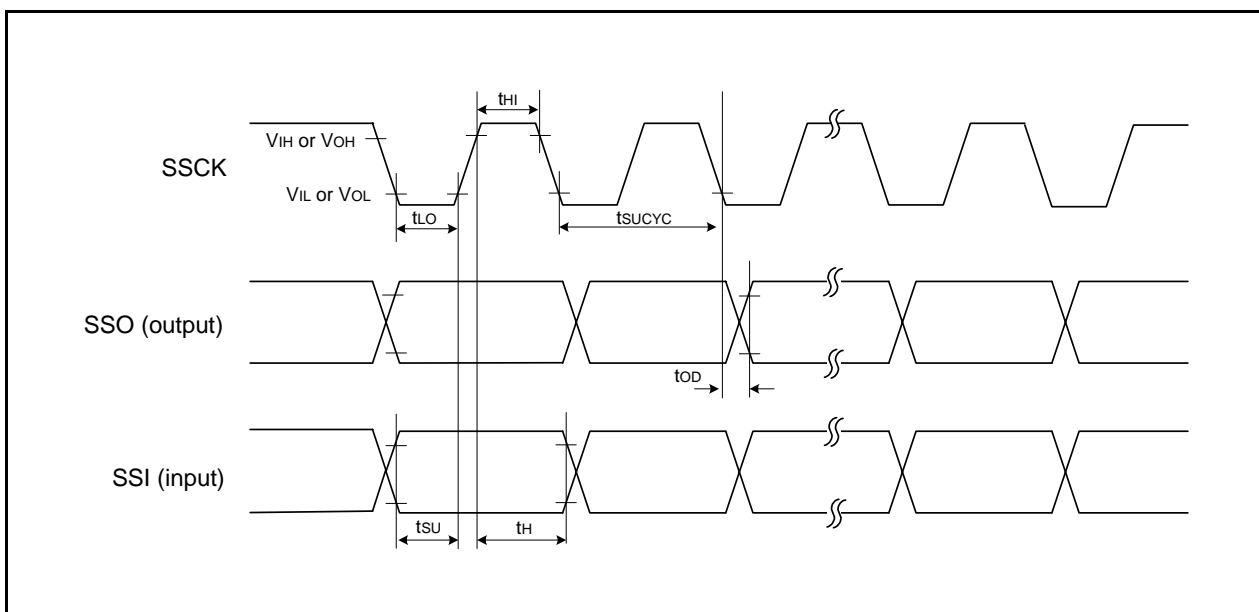 tHI
VIH or VOH
SSCK
VIL or VOL
tLO
tSUCYC
SSO (output)
tOD
SSI (input)
tSU
tH